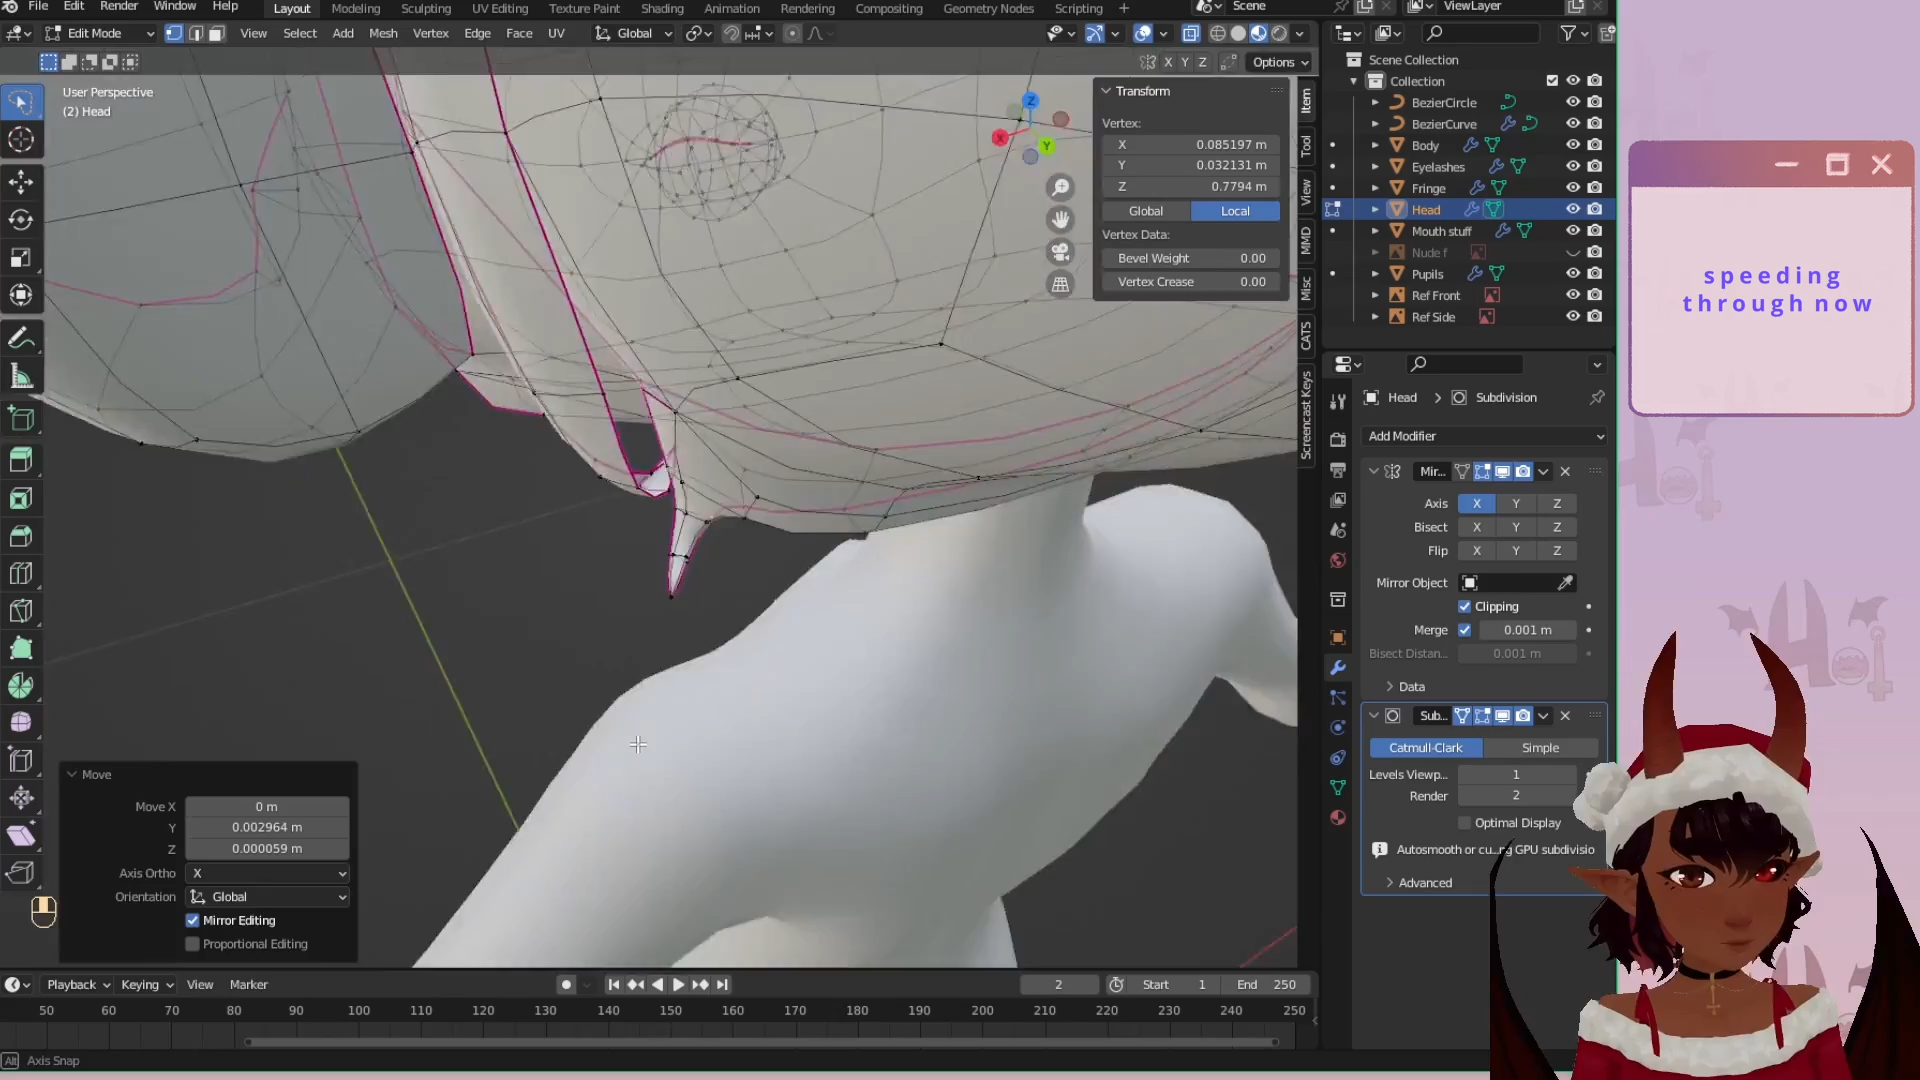 File Edit Render Window Help Layout Modeling Sculpting UV Editing Texture Paint Shading Animation Rendering Compositing Geometry Nodes Scripting + Scene ViewLayer
Edit Mode View Select Add Mesh Vertex Edge Face UV Global
X Y Z Options
User Perspective
(2) Head
Transform
Vertex:
X 0.085197 m
Y 0.032131 m
Z 0.7794 m
Global Local
Vertex Data:
Bevel Weight 0.00
Vertex Crease 0.00
Z
X
Y
Item
Tool
View
MMD
Misc
CATS
Screencast Keys
Scene Collection
Collection
BezierCircle
BezierCurve
Body
Eyelashes
Fringe
Head
Mouth stuff
Nude f
Pupils
Ref Front
Ref Side
Head > Subdivision
Add Modifier
Mir...
Axis X Y Z
Bisect X Y Z
Flip X Y Z
Mirror Object
Clipping
Merge 0.001 m
Bisect Distan... 0.001 m
Data
Sub...
Catmull-Clark Simple
Levels Viewp... 1
Render 2
Optimal Display
Autosmooth or cu...ng GPU subdivisio
Advanced
speeding
through now
Move
Move X 0 m
Y 0.002964 m
Z 0.000059 m
Axis Ortho X
Orientation Global
Mirror Editing
Proportional Editing
Playback Keying View Marker 2 Start 1 End 250
50 60 70 80 90 100 110 120 130 140 150 160 170 180 190 200 210 220 230 240 250
Alt Axis Snap